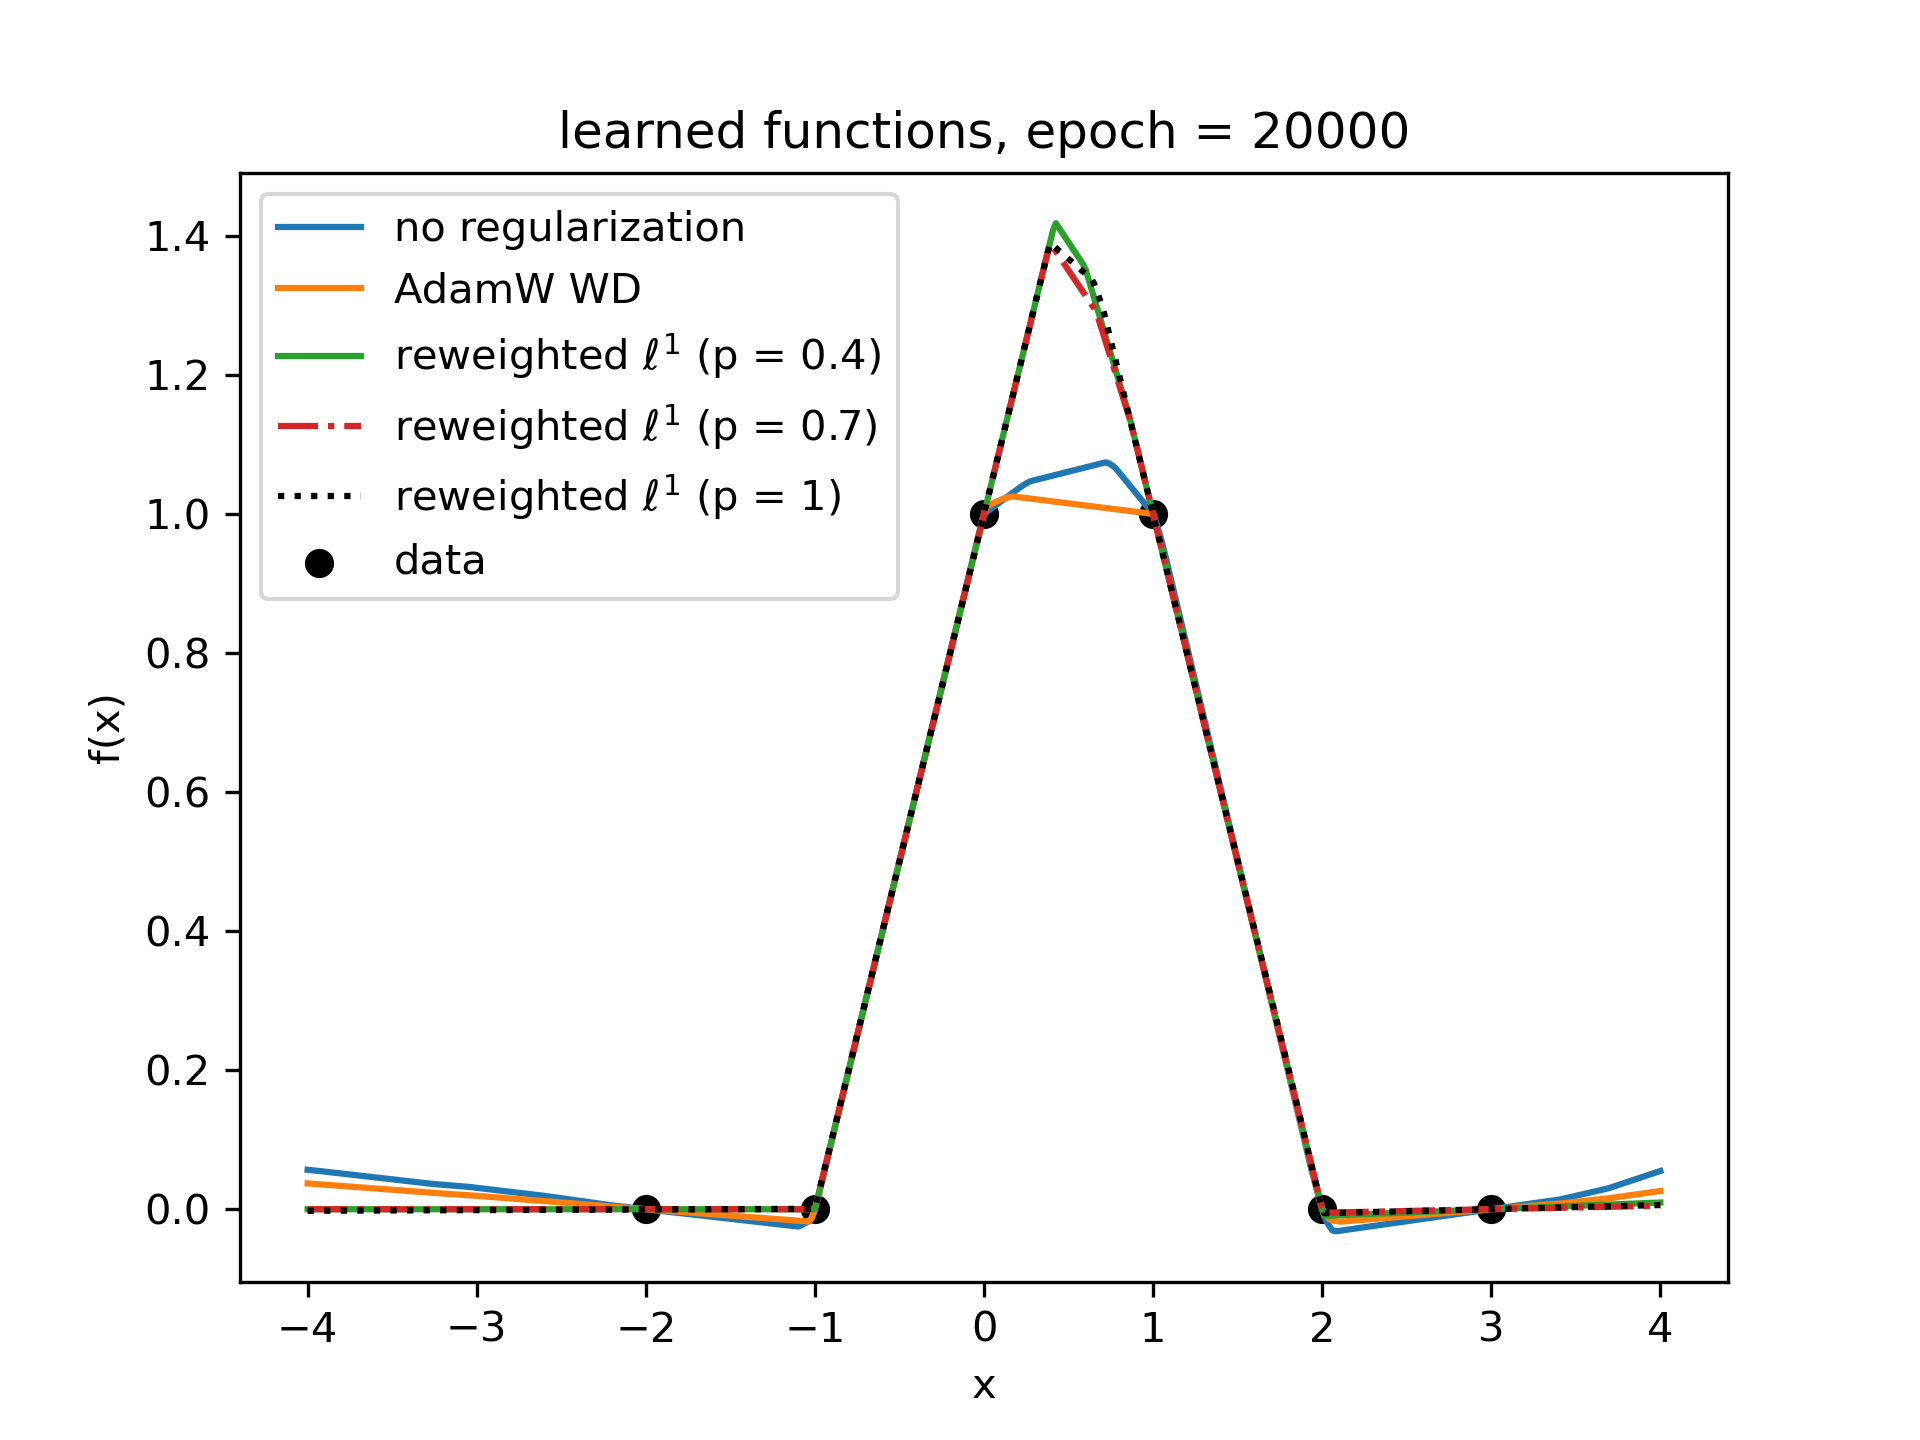 learned functions, epoch = 20000
no regularization
AdamW WD
reweighted ℓ¹ (p = 0.4)
reweighted ℓ¹ (p = 0.7)
reweighted ℓ¹ (p = 1)
data
1.4
1.2
1.0
0.8
0.6
0.4
0.2
0.0
f(x)
−4 −3 −2 −1 0 1 2 3 4
x